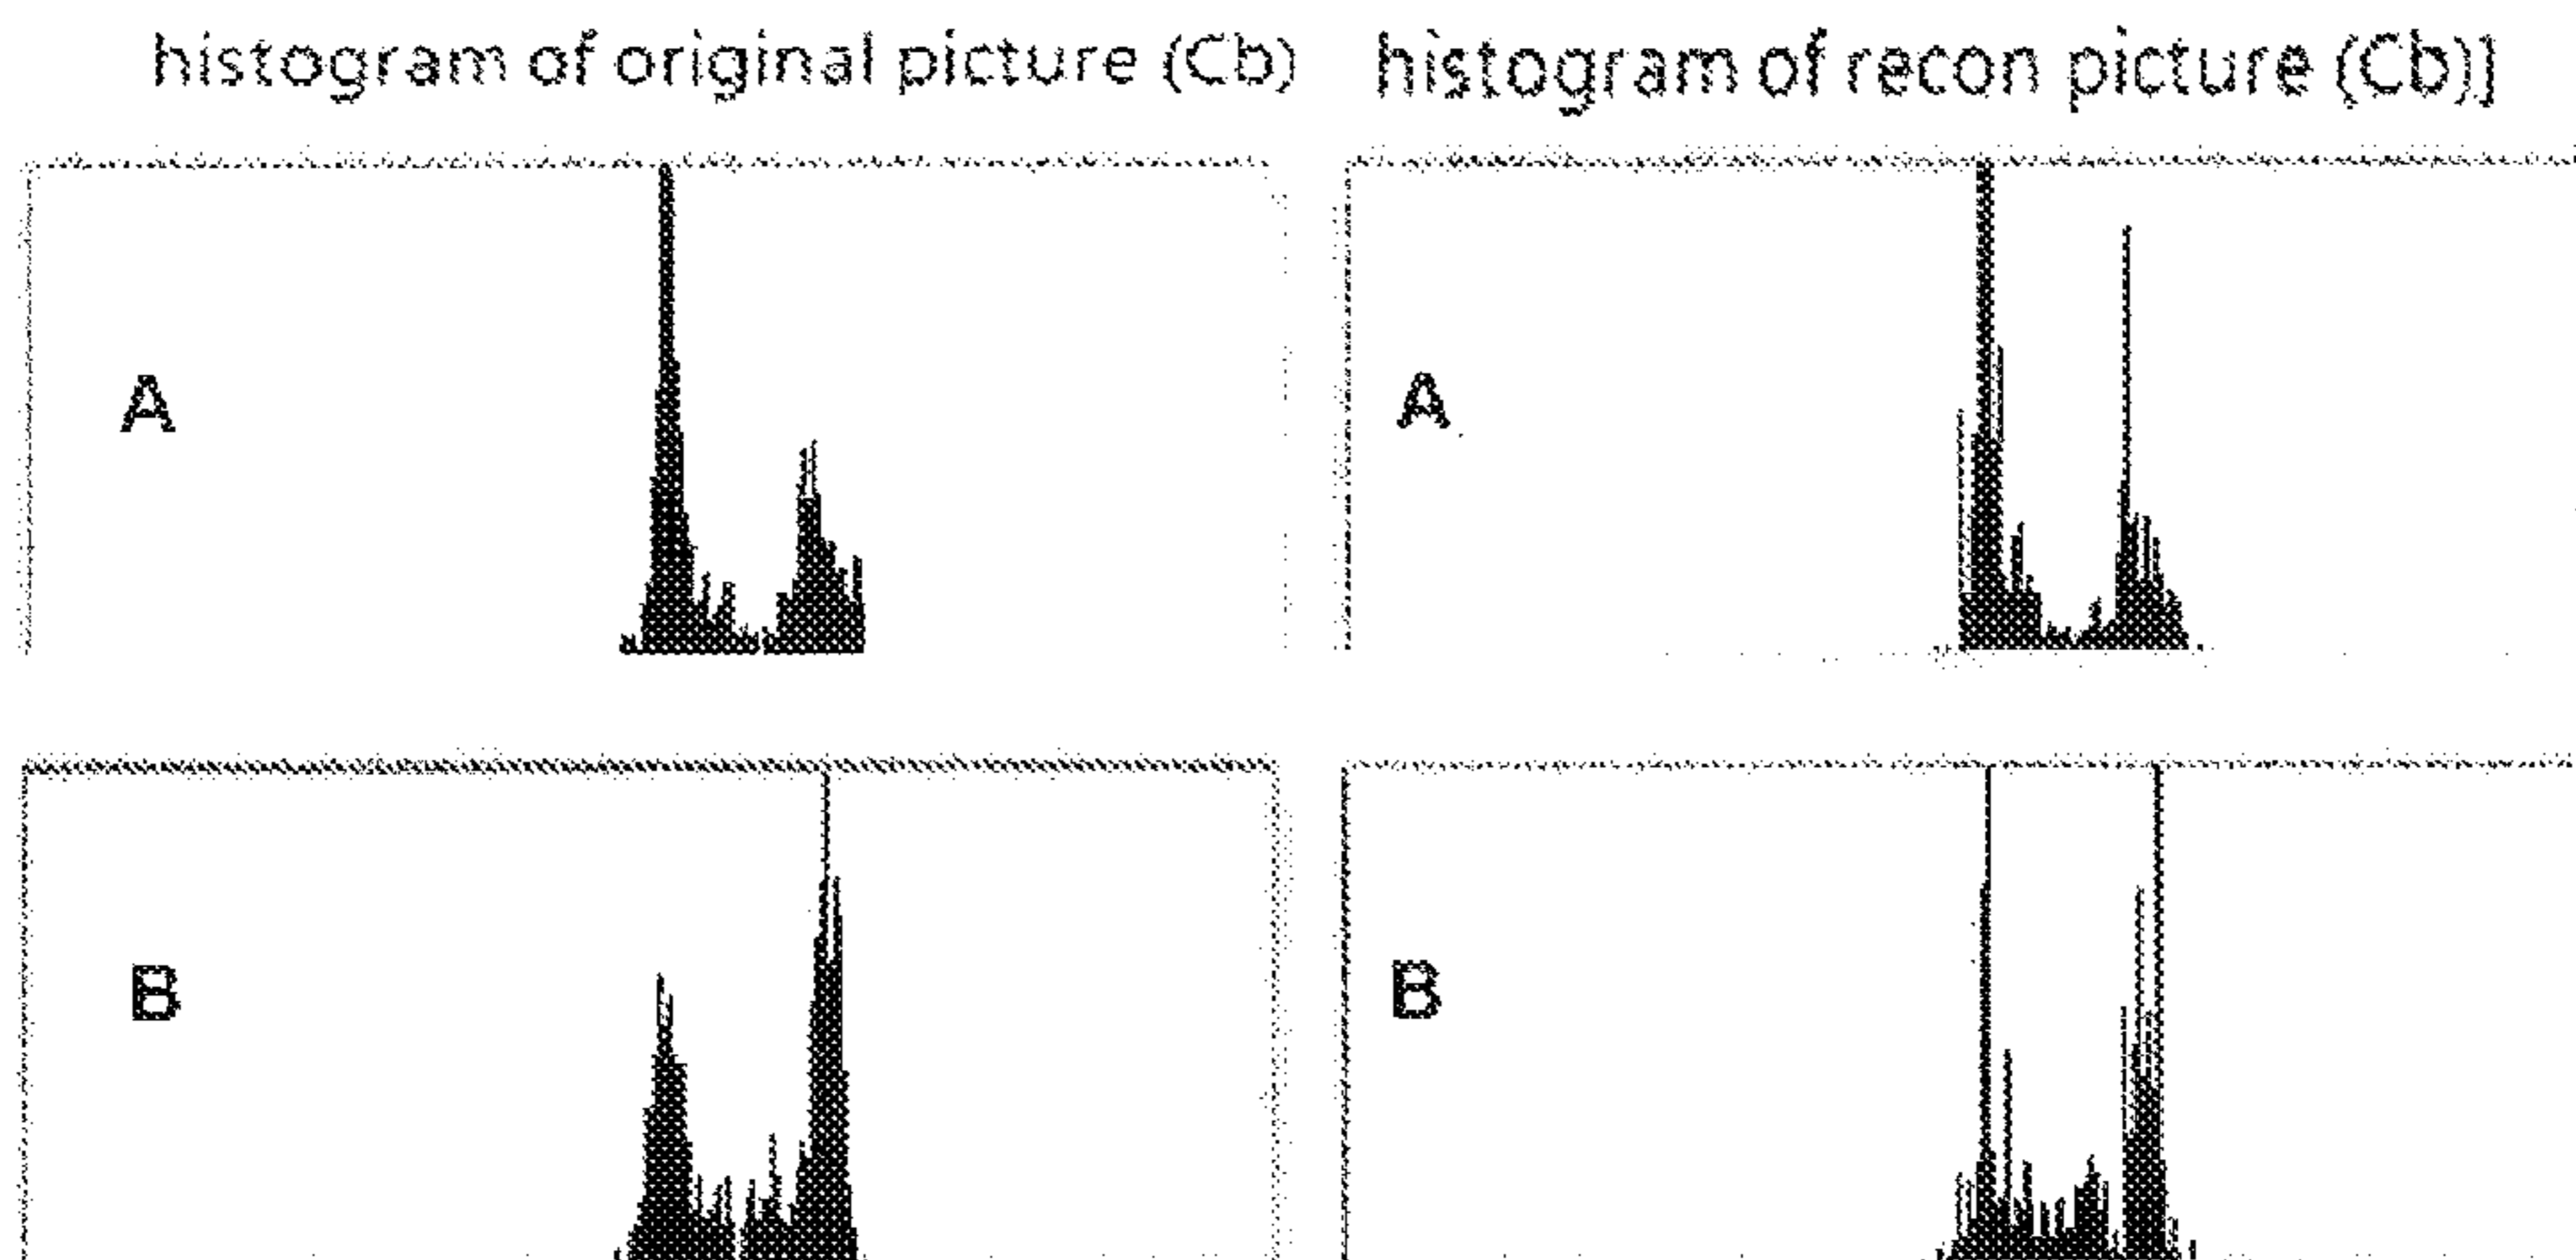 histogram of original picture (Cb) histogram of recon picture (Cb)]
A A
B B